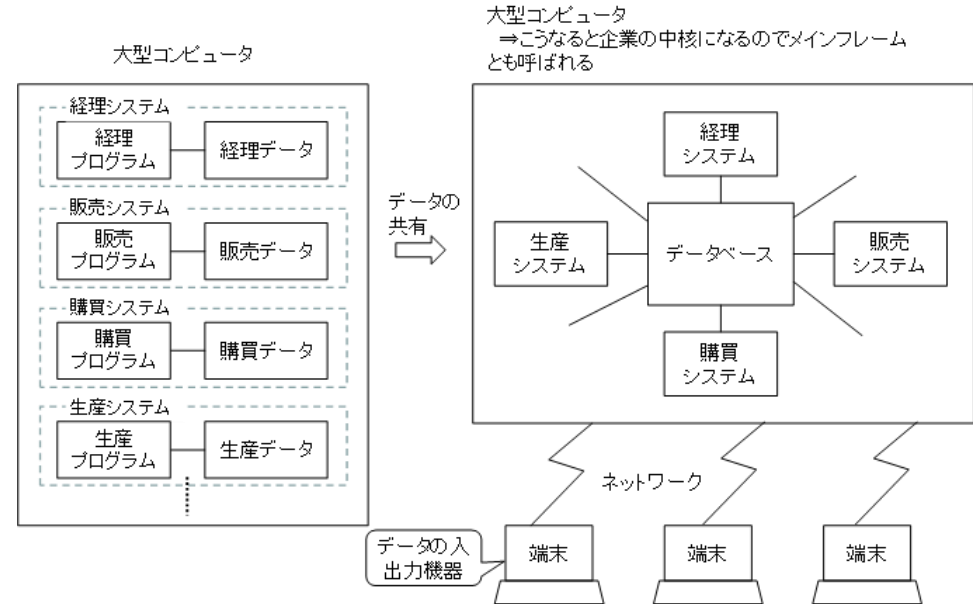 大型コンピュータ
経理システム
経理
プログラム
経理データ
販売システム
販売
プログラム
販売データ
購買システム
購買
プログラム
購買データ
生産システム
生産
プログラム
生産データ
データの
共有
大型コンピュータ
⇒こうなると企業の中核になるのでメインフレーム
とも呼ばれる
経理
システム
生産
システム
データベース
販売
システム
購買
システム
ネットワーク
データの入
出力機器
端末
端末
端末